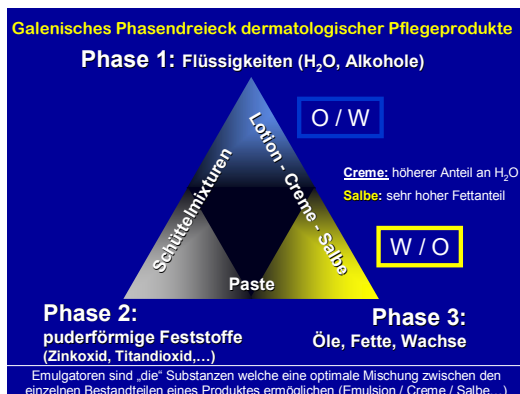 Galenisches Phasendreieck dermatologischer Pflegeprodukte
Phase 1: Flüssigkeiten (H₂O, Alkohole)
O / W
Lotion - Creme - Salbe
Schüttelmixturen
Creme: höherer Anteil an H₂O
Salbe: sehr hoher Fettanteil
W / O
Paste
Phase 2:
puderförmige Feststoffe
(Zinkoxid, Titandioxid,...)
Phase 3:
Öle, Fette, Wachse
Emulgatoren sind „die” Substanzen welche eine optimale Mischung zwischen den
einzelnen Bestandteilen eines Produktes ermöglichen (Emulsion / Creme / Salbe...)